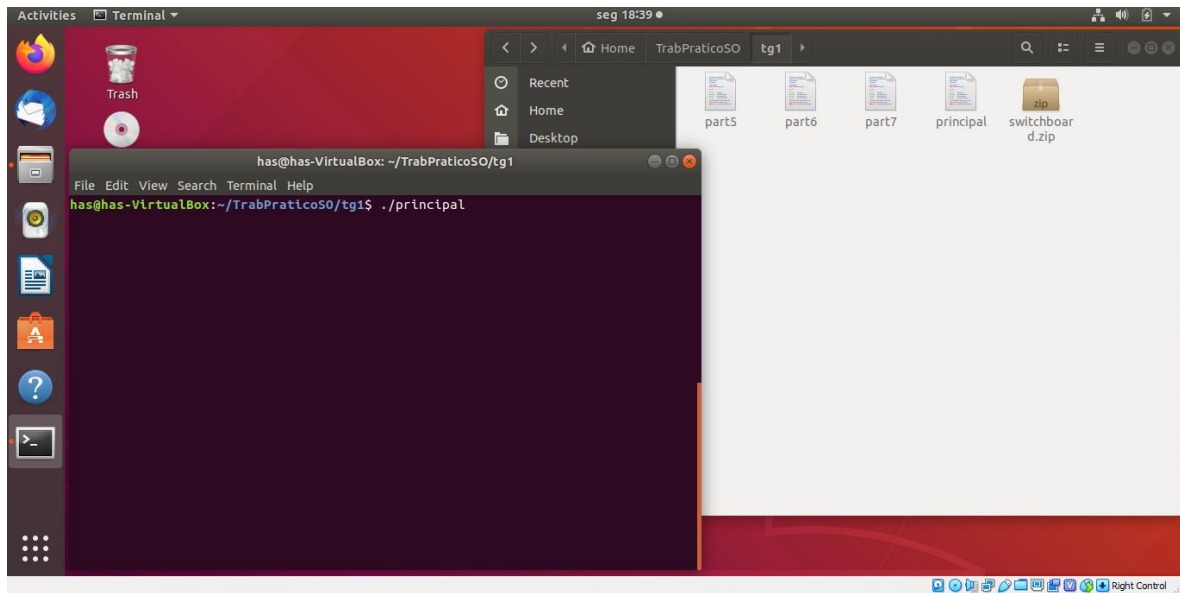 Activities Terminal seg 18:39
Home TrabPraticoSO tg1
Trash
Recent
Home
Desktop
part5 part6 part7 principal switchboar
d.zip
zip
has@has-VirtualBox: ~/TrabPraticoSO/tg1
File Edit View Search Terminal Help
has@has-VirtualBox:~/TrabPraticoSO/tg1$ ./principal
Right Control